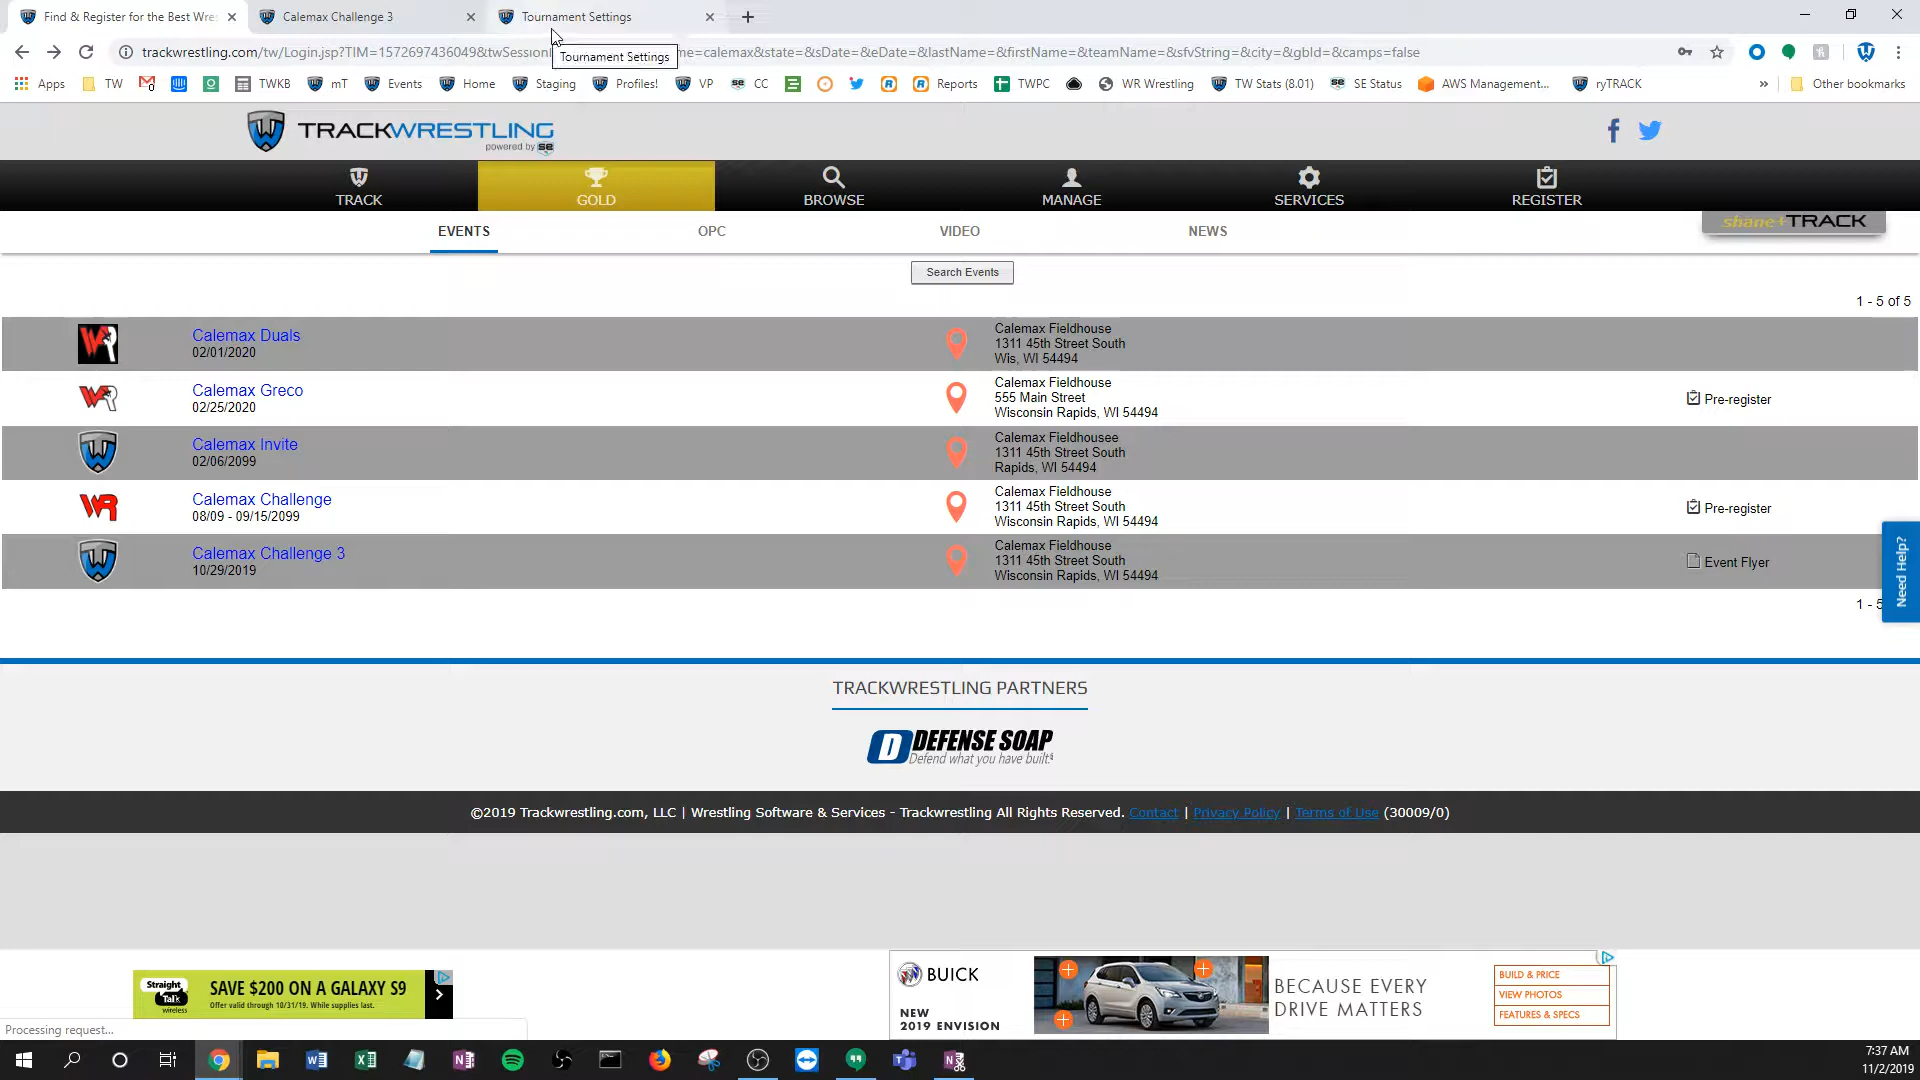 Find & Register for the Best Wre
Calemax Challenge 3
Tournament Settings
trackwrestling.com/tw/Login.jsp?TIM=1572697436049&twSessionI
me=calemax&state=&sDate=&eDate=&lastName=&firstName=&teamName=&sfvString=&city=&gbId=&camps=false
Tournament Settings
Apps
TW
TWKB
mT
Events
Home
Staging
Profiles!
VP
CC
Reports
TWPC
WR Wrestling
TW Stats (8.01)
SE Status
AWS Management...
ryTRACK
»
Other bookmarks
TRACKWRESTLING
powered by se
TRACK
GOLD
BROWSE
MANAGE
SERVICES
REGISTER
EVENTS
OPC
VIDEO
NEWS
shane+TRACK
Search Events
1 - 5 of 5
Calemax Duals
02/01/2020
Calemax Fieldhouse
1311 45th Street South
Wis, WI 54494
Calemax Greco
02/25/2020
Calemax Fieldhouse
555 Main Street
Wisconsin Rapids, WI 54494
Pre-register
Calemax Invite
02/06/2099
Calemax Fieldhousee
1311 45th Street South
Rapids, WI 54494
Calemax Challenge
08/09 - 09/15/2099
Calemax Fieldhouse
1311 45th Street South
Wisconsin Rapids, WI 54494
Pre-register
Calemax Challenge 3
10/29/2019
Calemax Fieldhouse
1311 45th Street South
Wisconsin Rapids, WI 54494
Event Flyer
Need Help?
1 - 5
TRACKWRESTLING PARTNERS
D DEFENSE SOAP
Defend what you have built.
©2019 Trackwrestling.com, LLC | Wrestling Software & Services - Trackwrestling All Rights Reserved. Contact | Privacy Policy | Terms of Use (30009/0)
Straight Talk wireless
SAVE $200 ON A GALAXY S9
Offer valid through 10/31/19. While supplies last.
BUICK
NEW
2019 ENVISION
BECAUSE EVERY
DRIVE MATTERS
BUILD & PRICE
VIEW PHOTOS
FEATURES & SPECS
Processing request...
7:37 AM
11/2/2019